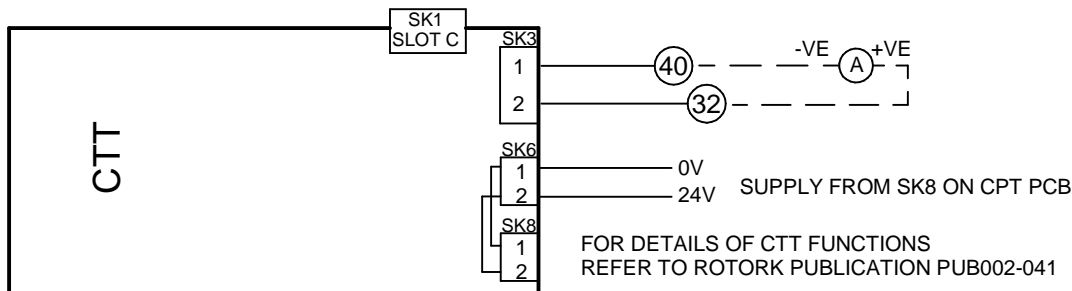 SK1
SLOT C
SK3
1
40
-VE
A
+VE
2
32
CTT
SK6
1
0V
2
24V
SUPPLY FROM SK8 ON CPT PCB
SK8
1
2
FOR DETAILS OF CTT FUNCTIONS
REFER TO ROTORK PUBLICATION PUB002-041